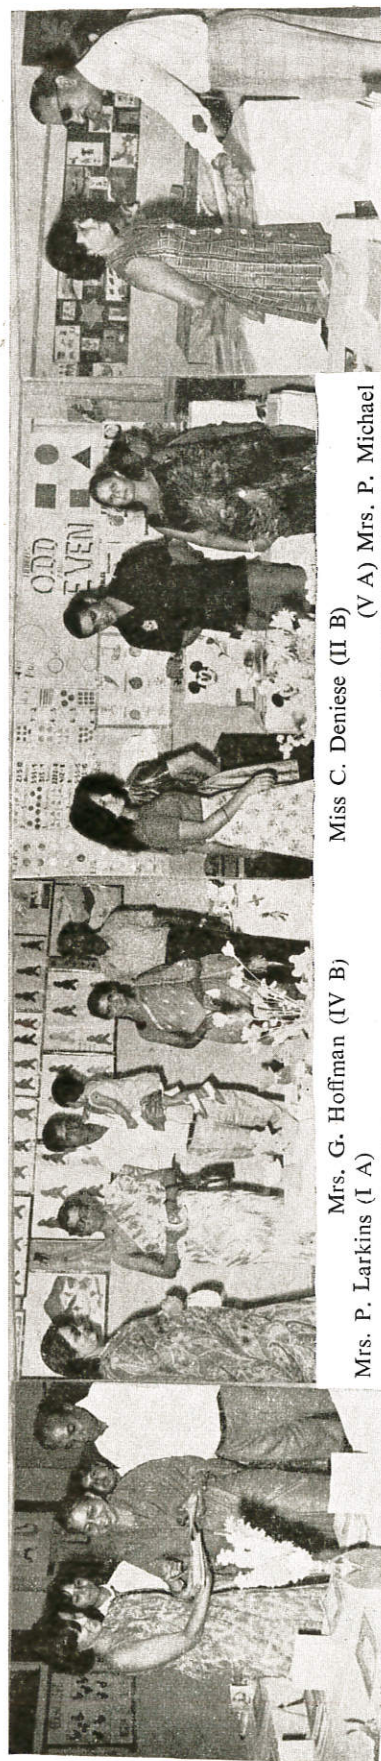 ODD
EVEN
Mrs. P. Larkins (I A)
Mrs. G. Hoffman (IV B)
Miss C. Deniese (II B)
(V A) Mrs. P. Michael